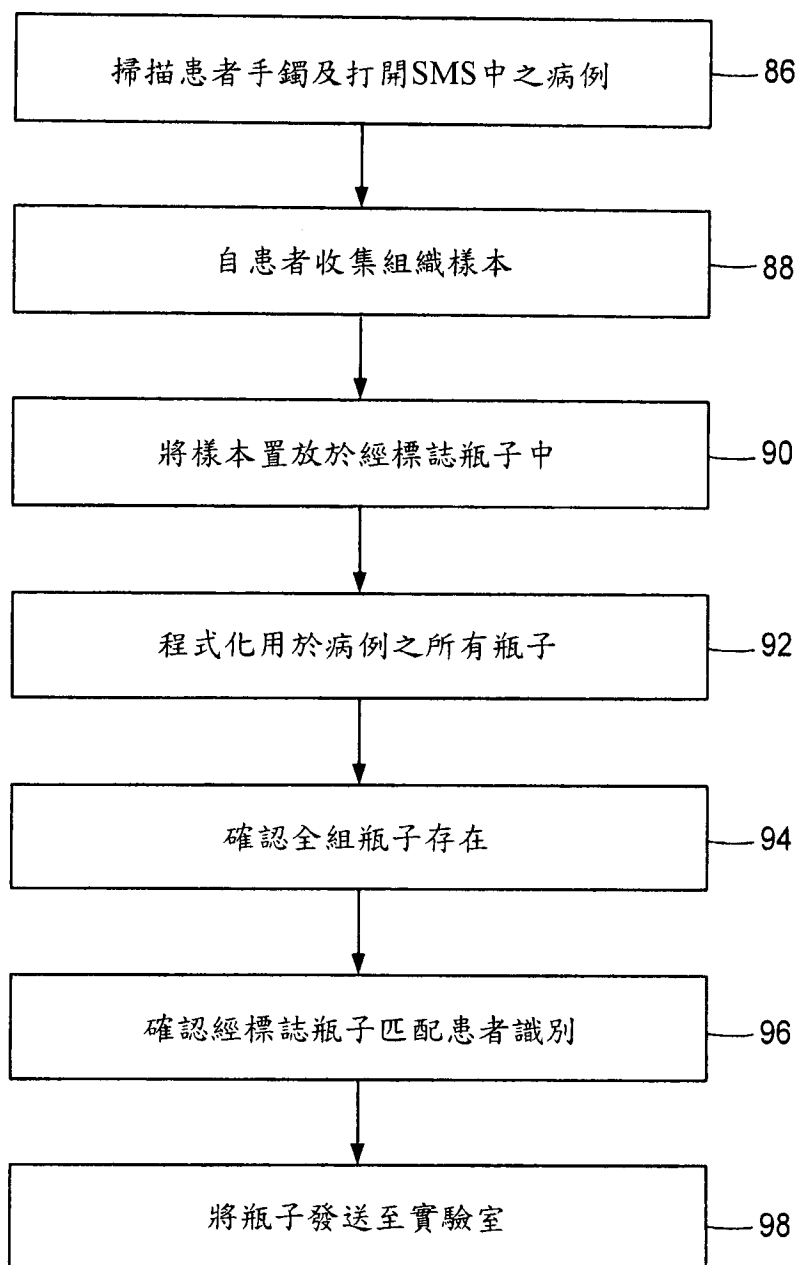 掃描患者手鐲及打開SMS中之病例
86
自患者收集組織樣本
88
將樣本置放於經標誌瓶子中
90
程式化用於病例之所有瓶子
92
確認全組瓶子存在
94
確認經標誌瓶子匹配患者識別
96
將瓶子發送至實驗室
98